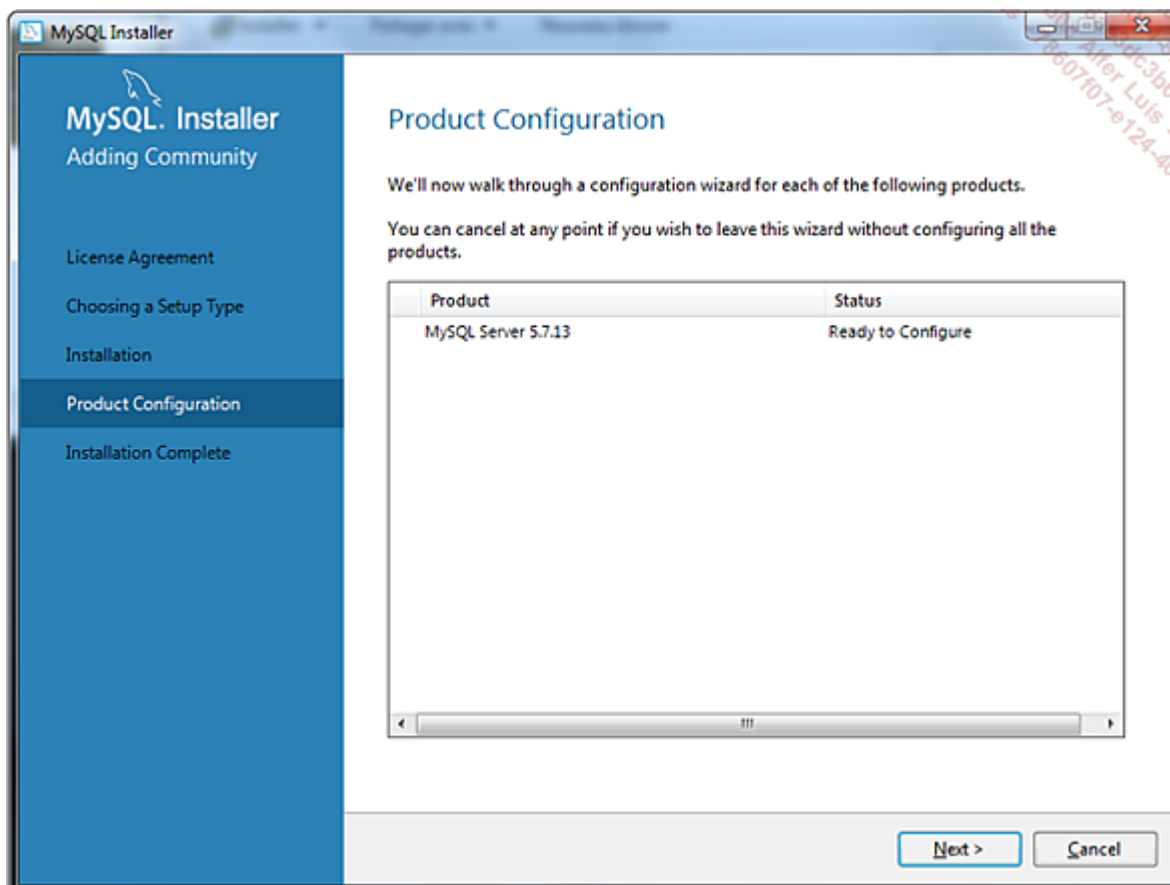 MySQL Installer
MySQL. Installer
Adding Community
License Agreement
Choosing a Setup Type
Installation
Product Configuration
Installation Complete
Product Configuration
We'll now walk through a configuration wizard for each of the following products.
You can cancel at any point if you wish to leave this wizard without configuring all the
products.
Product Status
MySQL Server 5.7.13 Ready to Configure
Next >
Cancel
Alfer Luis